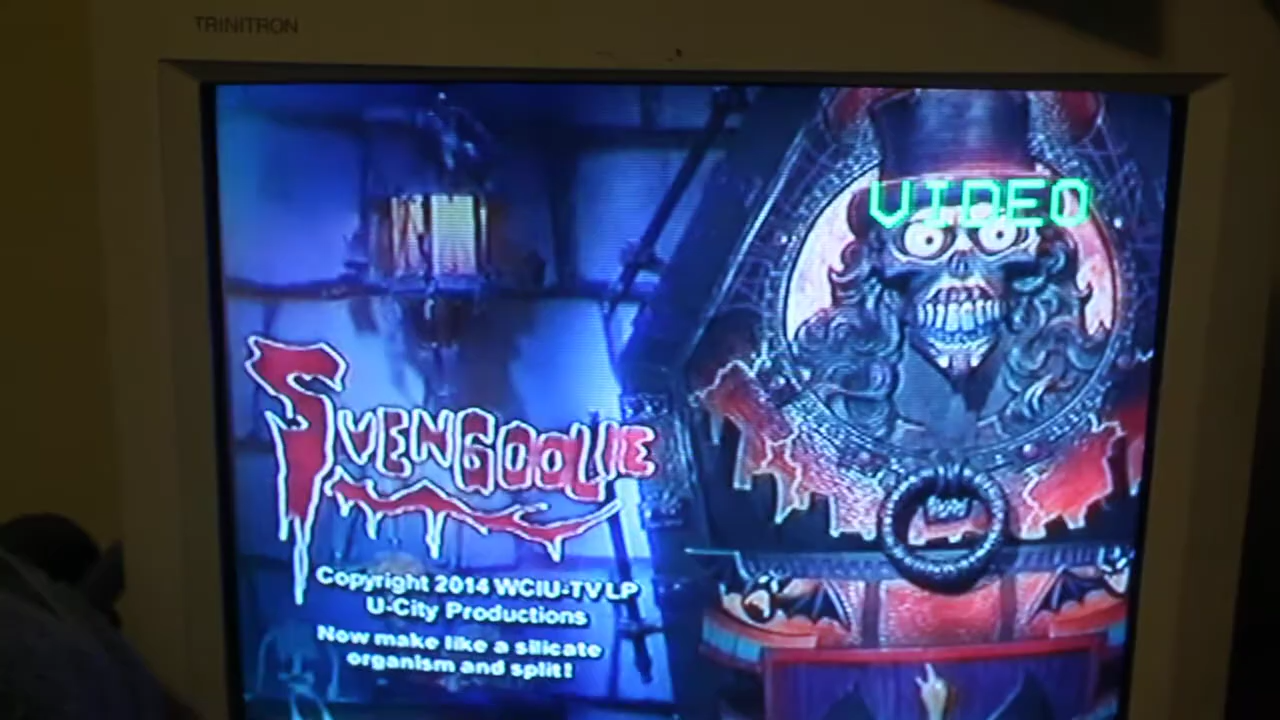 TRINITRON
VIDEO
SVENGOOLIE
Copyright 2014 WCIU-TV LP
U-City Productions
Now make like a silicate
organism and split!